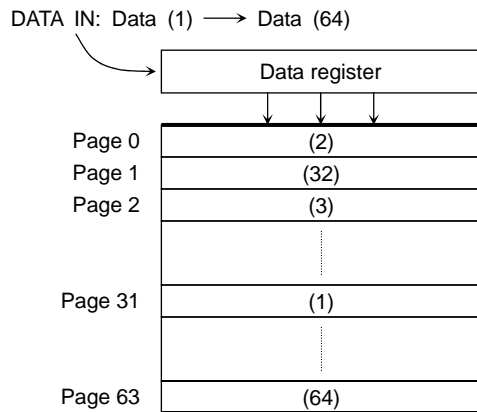 DATA IN: Data (1) → Data (64)
Data register
Page 0 (2)
Page 1 (32)
Page 2 (3)
Page 31 (1)
Page 63 (64)